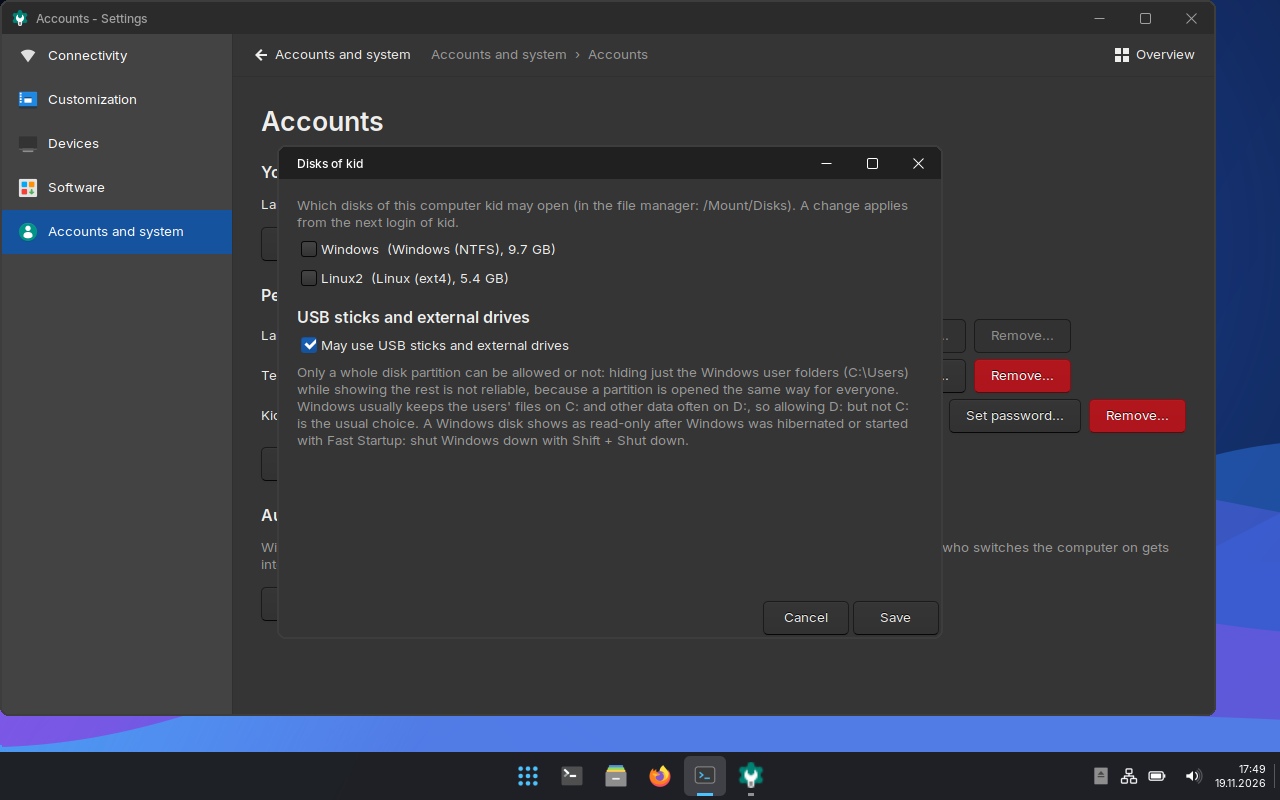 Accounts - Settings
Connectivity
Customization
Devices
Software
Accounts and system
Accounts and system
Accounts and system › Accounts
Overview
Accounts
Disks of kid
Which disks of this computer kid may open (in the file manager: /Mount/Disks). A change applies
from the next login of kid.
Windows (Windows (NTFS), 9.7 GB)
Linux2 (Linux (ext4), 5.4 GB)
USB sticks and external drives
May use USB sticks and external drives
Only a whole disk partition can be allowed or not: hiding just the Windows user folders (C:\Users)
while showing the rest is not reliable, because a partition is opened the same way for everyone.
Windows usually keeps the users' files on C: and other data often on D:, so allowing D: but not C:
is the usual choice. A Windows disk shows as read-only after Windows was hibernated or started
with Fast Startup: shut Windows down with Shift + Shut down.
Cancel
Save
Remove...
Remove...
Set password...
Remove...
who switches the computer on gets
17:49
19.11.2026